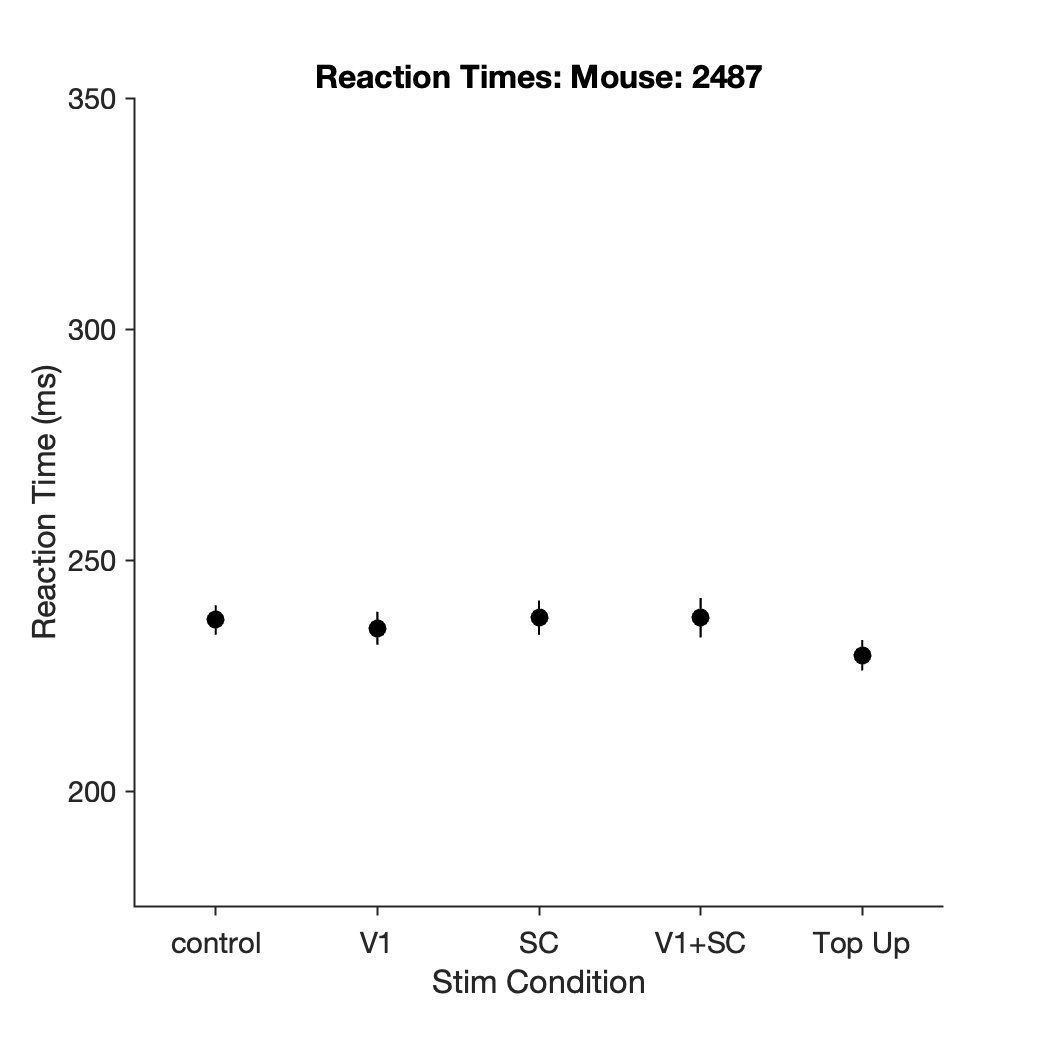 Reaction Times: Mouse: 2487
350
300
250
200
Reaction Time (ms)
control V1 SC V1+SC Top Up
Stim Condition